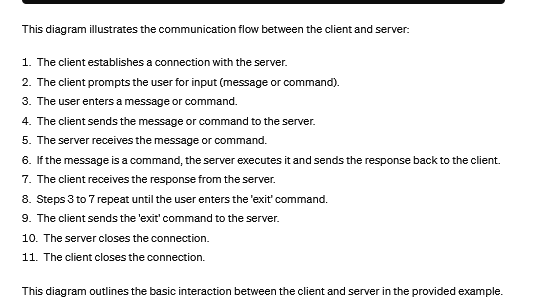 This diagram illustrates the communication flow between the client and server:
1. The client establishes a connection with the server.
2. The client prompts the user for input (message or command).
3. The user enters a message or command.
4. The client sends the message or command to the server.
5. The server receives the message or command.
6. If the message is a command, the server executes it and sends the response back to the client.
7. The client receives the response from the server.
8. Steps 3 to 7 repeat until the user enters the 'exit' command.
9. The client sends the 'exit' command to the server.
10. The server closes the connection.
11. The client closes the connection.
This diagram outlines the basic interaction between the client and server in the provided example.